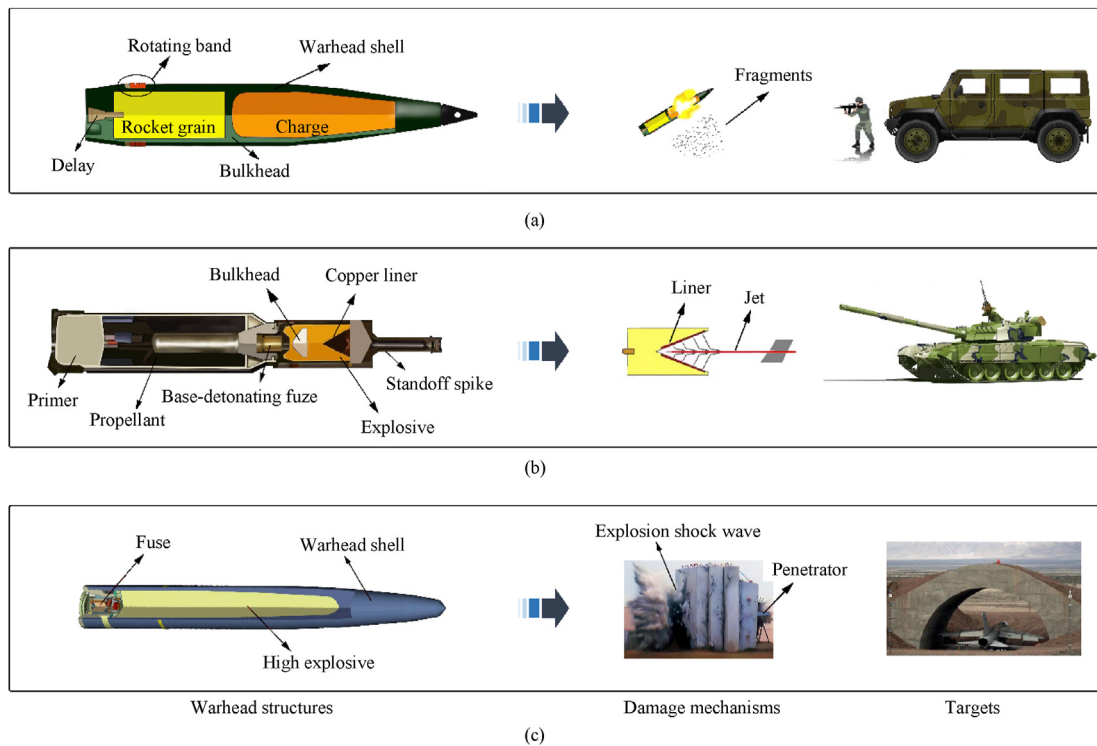 Rotating band
Warhead shell
Fragments
Rocket grain
Charge
Delay
Bulkhead
(a)
Bulkhead
Copper liner
Liner
Jet
Standoff spike
Primer
Base-detonating fuze
Propellant
Explosive
(b)
Explosion shock wave
Fuse
Warhead shell
Penetrator
High explosive
Warhead structures
Damage mechanisms
Targets
(c)